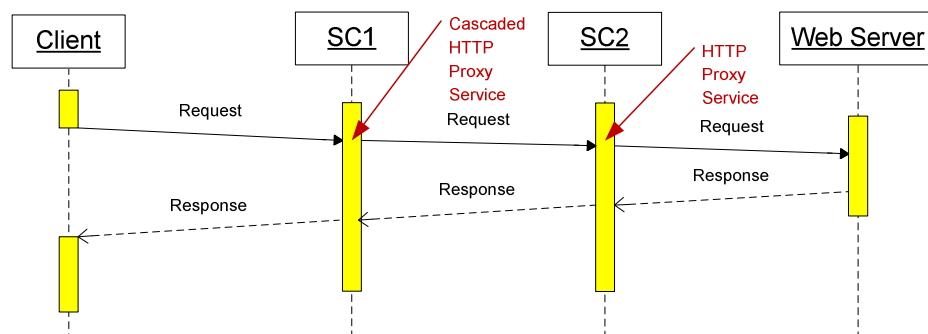 Client
SC1
SC2
Web Server
Cascaded
HTTP
Proxy
Service
HTTP
Proxy
Service
Request
Request
Request
Response
Response
Response